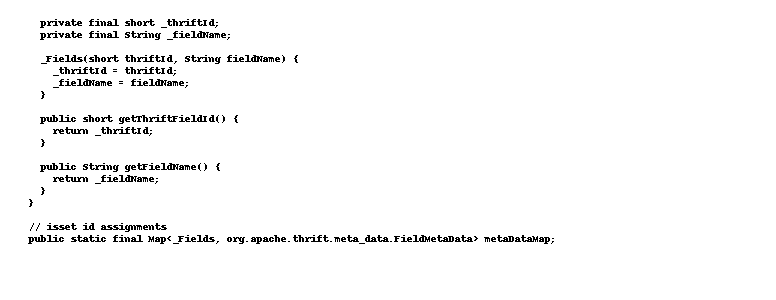 private final short _thriftId;
private final String _fieldName;
_Fields(short thriftId, String fieldName) {
_thriftId = thriftId;
_fieldName = fieldName;
}
public short getThriftFieldId() {
return _thriftId;
}
public String getFieldName() {
return _fieldName;
}
}
// isset id assignments
public static final Map<_Fields, org.apache.thrift.meta_data.FieldMetaData> metaDataMap;